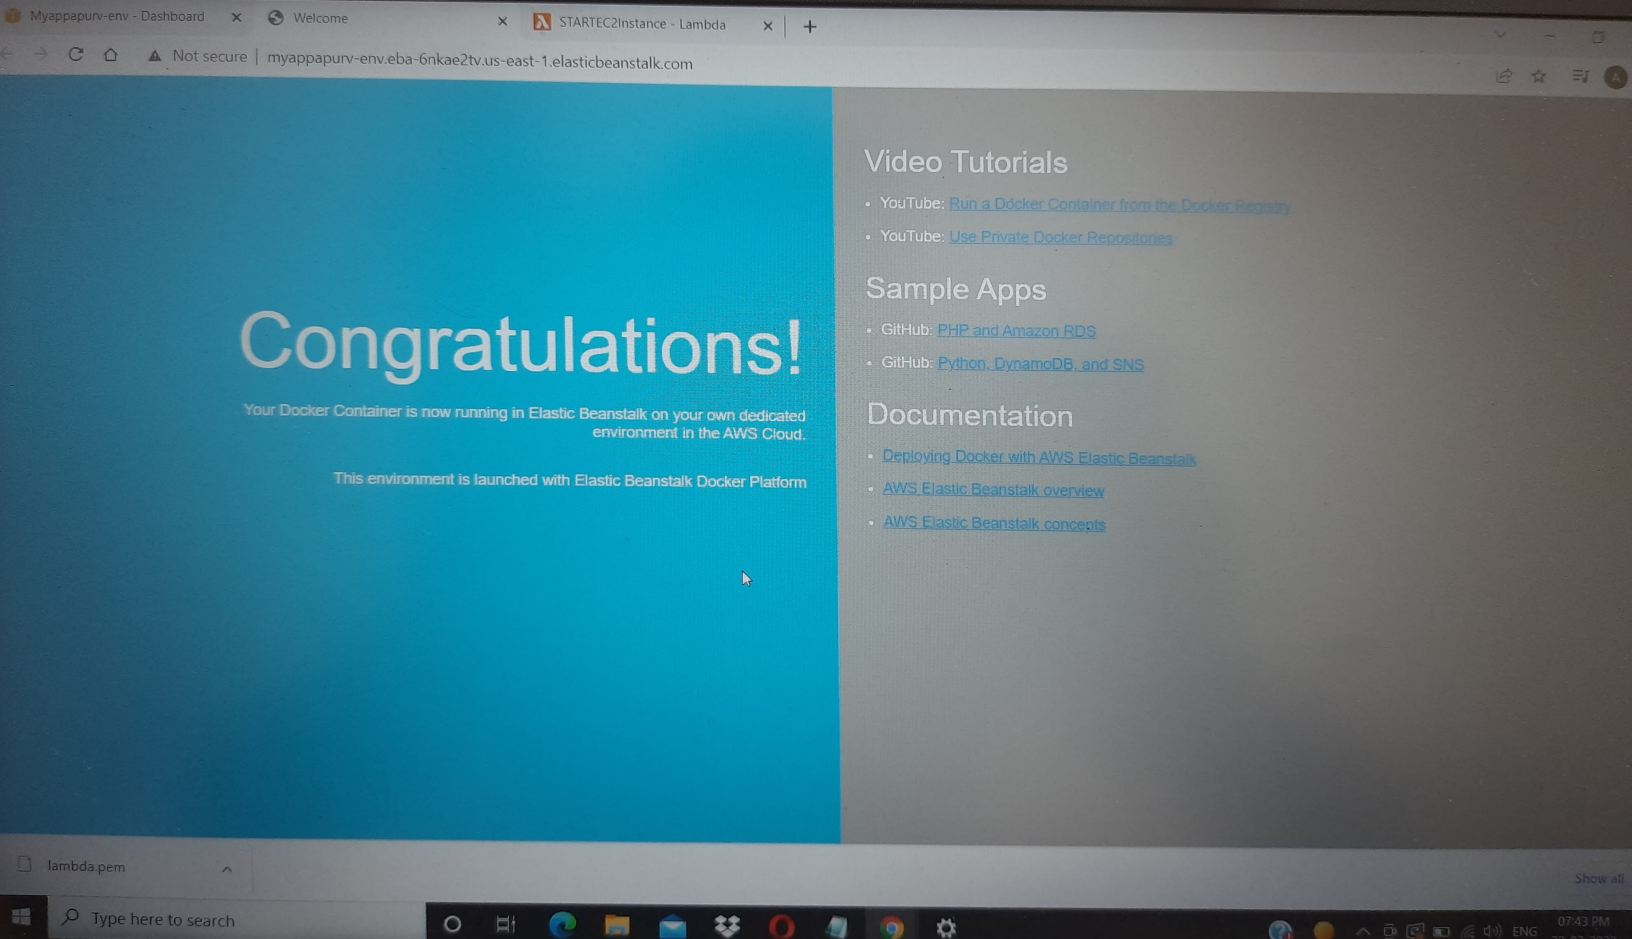 Myappapurv-env - Dashboard
Welcome
STARTEC2Instance - Lambda
Not secure
myappapurv-env.eba-6nkae2tv.us-east-1.elasticbeanstalk.com
A
Congratulations!
Your Docker Container is now running in Elastic Beanstalk on your own dedicated
environment in the AWS Cloud.
This environment is launched with Elastic Beanstalk Docker Platform
Video Tutorials
YouTube: Run a Docker Container from the Docker Registry
YouTube: Use Private Docker Repositories
Sample Apps
GitHub: PHP and Amazon RDS
GitHub: Python, DynamoDB, and SNS
Documentation
Deploying Docker with AWS Elastic Beanstalk
AWS Elastic Beanstalk overview
AWS Elastic Beanstalk concepts
lambda.pem
Show all
Type here to search
ENG
07:43 PM